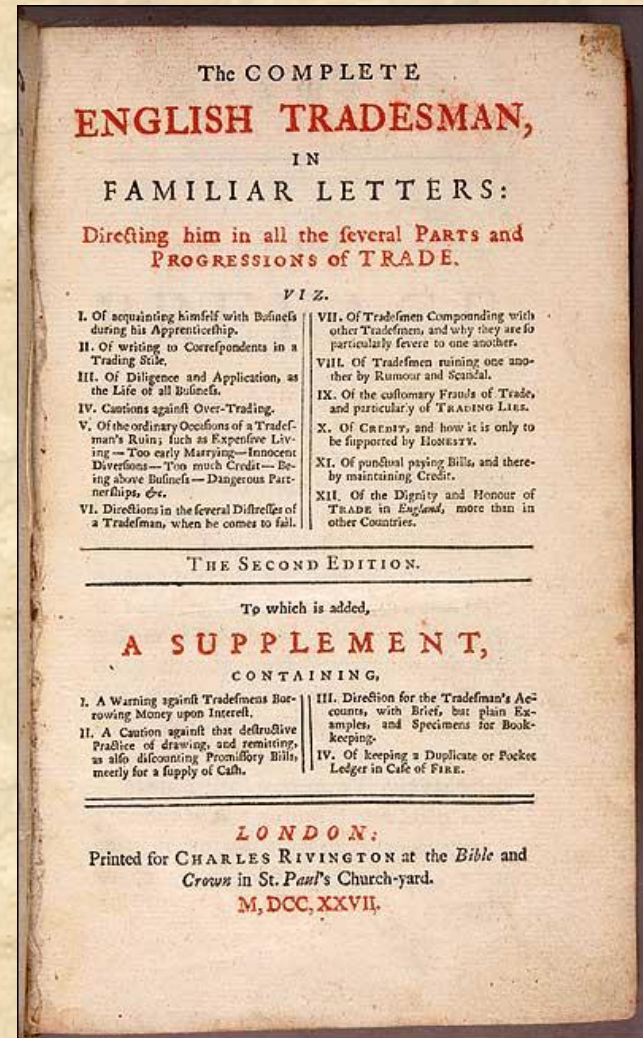 The COMPLETE
ENGLISH TRADESMAN,
IN
FAMILIAR LETTERS:
Directing him in all the ſeveral PARTS and
PROGRESSIONS of TRADE.
VIZ.
I. Of acquainting himſelf with Buſineſs
during his Apprenticeſhip.
II. Of writing to Correſpondents in a
Trading Stile.
III. Of Diligence and Application, as
the Life of all Buſineſs.
IV. Cautions againſt Over-Trading.
V. Of the ordinary Occaſions of a Tradeſ-
man's Ruin; ſuch as Expenſive Liv-
ing — Too early Marrying—Innocent
Diverſions — Too much Credit — Be-
ing above Buſineſs — Dangerous Part-
nerſhips, &c.
VI. Directions in the ſeveral Diſtreſſes of
a Tradeſman, when he comes to fail.
VII. Of Tradeſmen Compounding with
other Tradeſmen, and why they are ſo
particularly ſevere to one another.
VIII. Of Tradeſmen ruining one ano-
ther by Rumour and Scandal.
IX. Of the cuſtomary Frauds of Trade,
and particularly of TRADING LIES.
X. Of CREDIT, and how it is only to
be ſupported by HONESTY.
XI. Of punctual paying Bills, and there-
by maintaining Credit.
XII. Of the Dignity and Honour of
TRADE in England, more than in
other Countries.
THE SECOND EDITION.
To which is added,
A SUPPLEMENT,
CONTAINING,
I. A Warning againſt Tradeſmens Bor-
rowing Money upon Intereſt.
II. A Caution againſt that deſtructive
Practice of drawing, and remitting,
as alſo diſcounting Promiſſory Bills,
meerly for a ſupply of Caſh.
III. Direction for the Tradeſman's Ac-
counts, with Brief, but plain Ex-
amples, and Specimens for Book-
keeping.
IV. Of keeping a Duplicate or Pocket
Ledger in Caſe of FIRE.
LONDON:
Printed for CHARLES RIVINGTON at the Bible and
Crown in St. Paul's Church-yard.
M, DCC, XXVII.